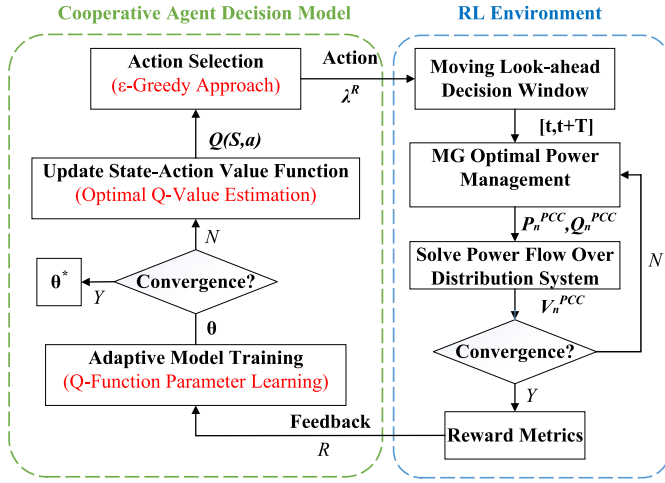 Cooperative Agent Decision Model
Action Selection
(ε-Greedy Approach)
Q(S,a)
Update State-Action Value Function
(Optimal Q-Value Estimation)
N
Convergence?
Y
θ*
θ
Adaptive Model Training
(Q-Function Parameter Learning)
Action
λ^R
Feedback
R
RL Environment
Moving Look-ahead
Decision Window
[t,t+T]
MG Optimal Power
Management
P_n^PCC,Q_n^PCC
Solve Power Flow Over
Distribution System
V_n^PCC
Convergence?
N
Y
Reward Metrics